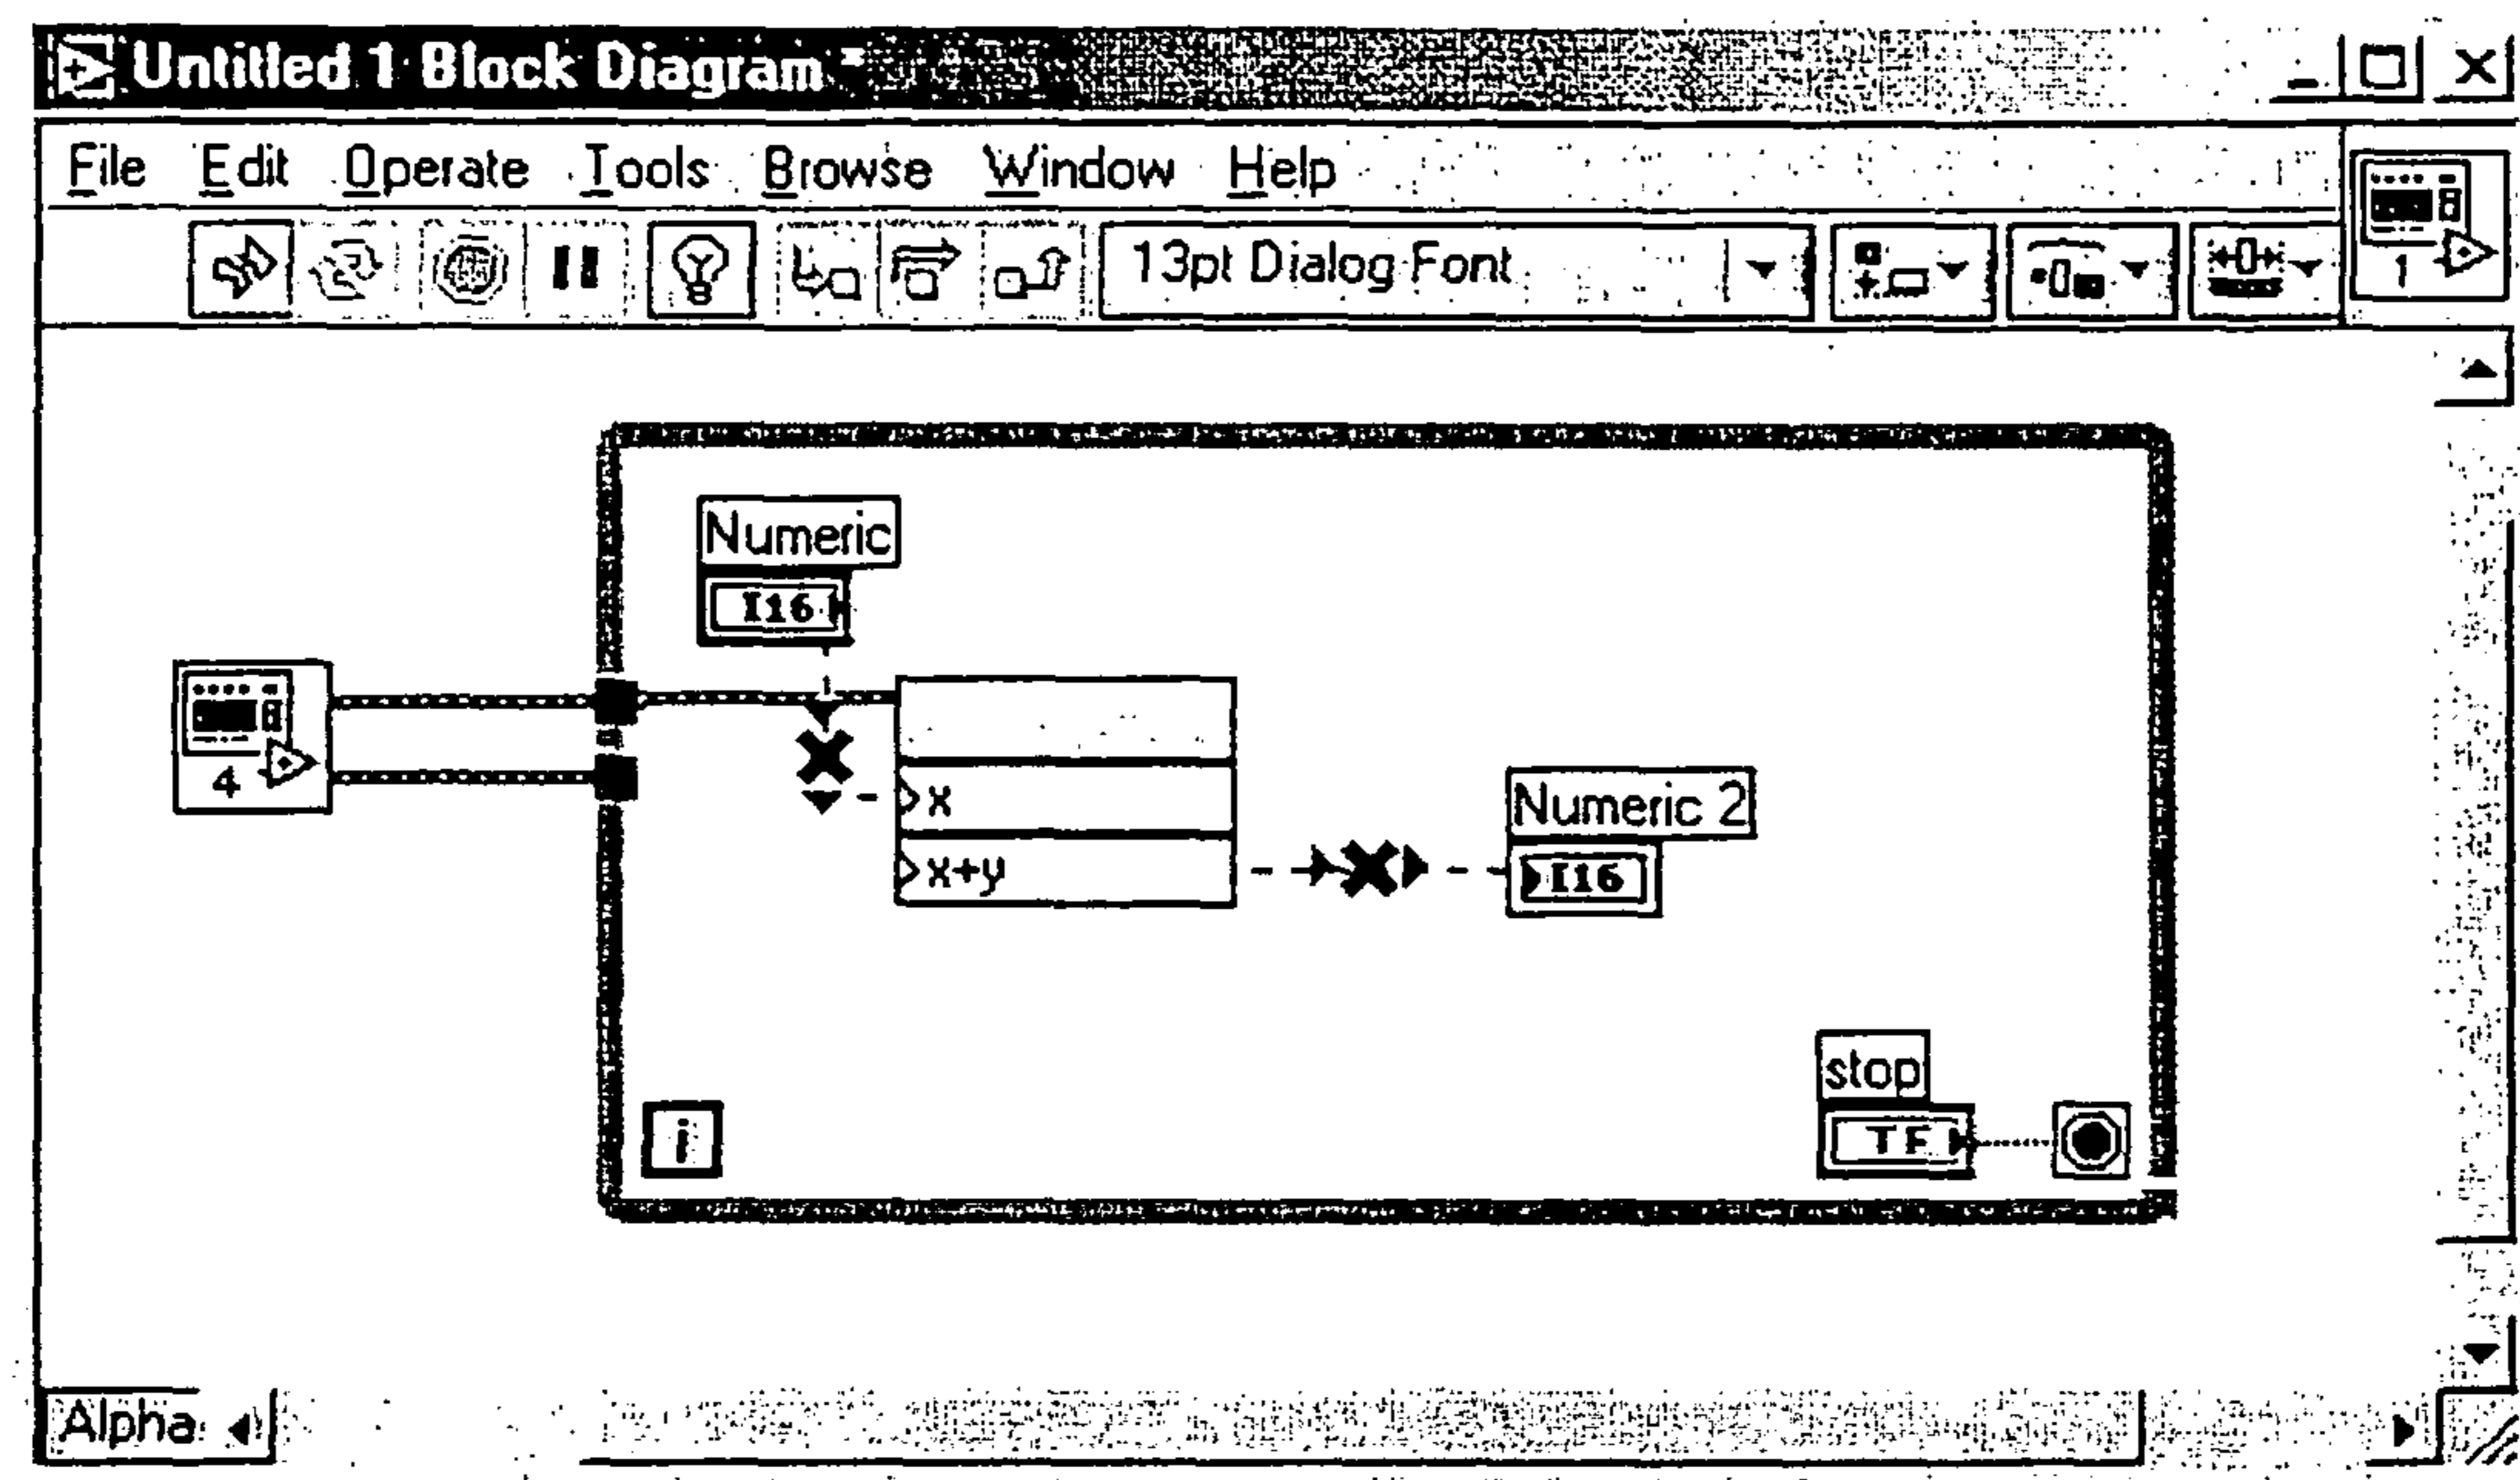 Untitled 1 Block Diagram *
File Edit Operate Tools Browse Window Help
13pt Dialog Font
1
Numeric
I16
4
x
x+y
Numeric 2
I16
stop
i
TF
Alpha